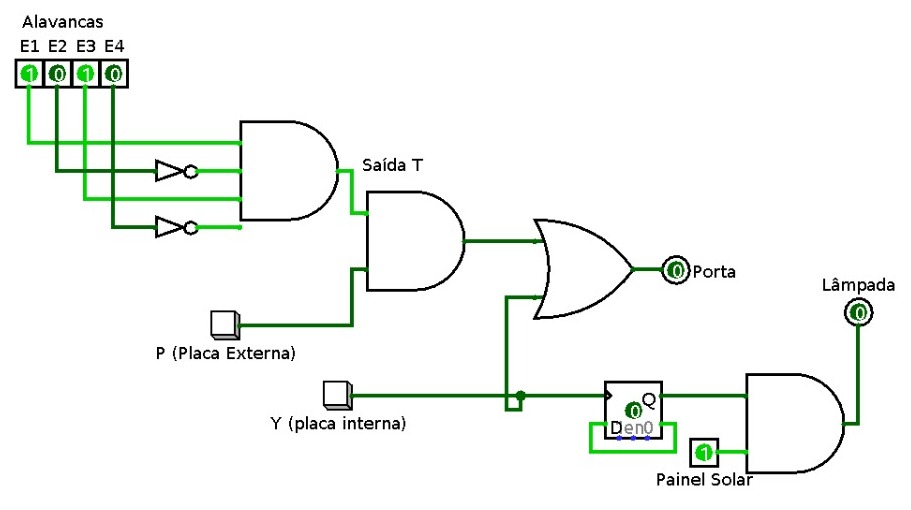 Alavancas
E1 E2 E3 E4
1 0 1 0
Saída T
0 Porta
Lâmpada
0
P (Placa Externa)
Y (placa interna)
Q
0
D en 0
1
Painel Solar